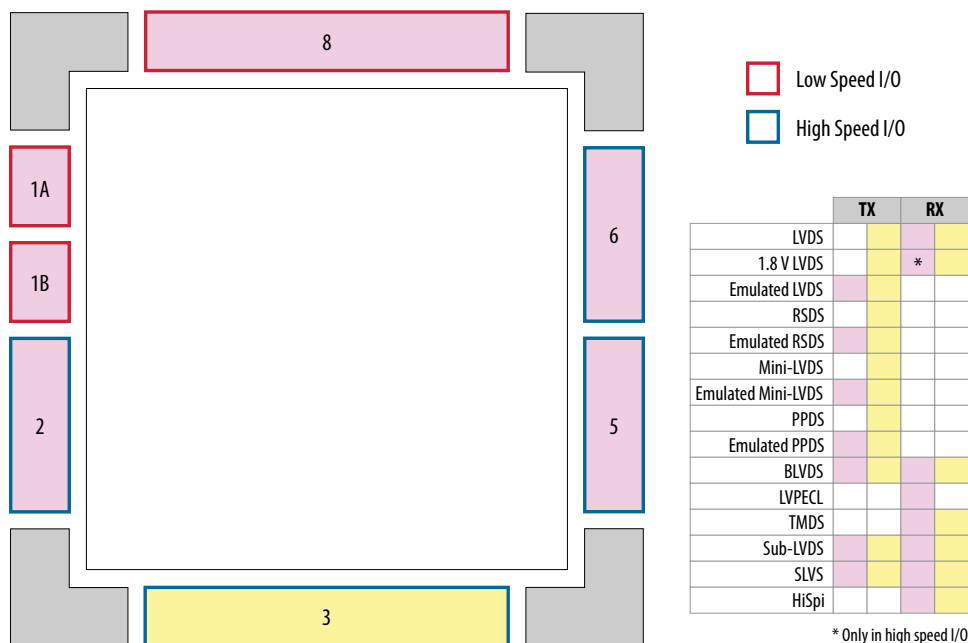 8
Low Speed I/O
High Speed I/O
1A
6
1B
2
5
3
TX RX
LVDS
1.8 V LVDS *
Emulated LVDS
RSDS
Emulated RSDS
Mini-LVDS
Emulated Mini-LVDS
PPDS
Emulated PPDS
BLVDS
LVPECL
TMDS
Sub-LVDS
SLVS
HiSpi
* Only in high speed I/O